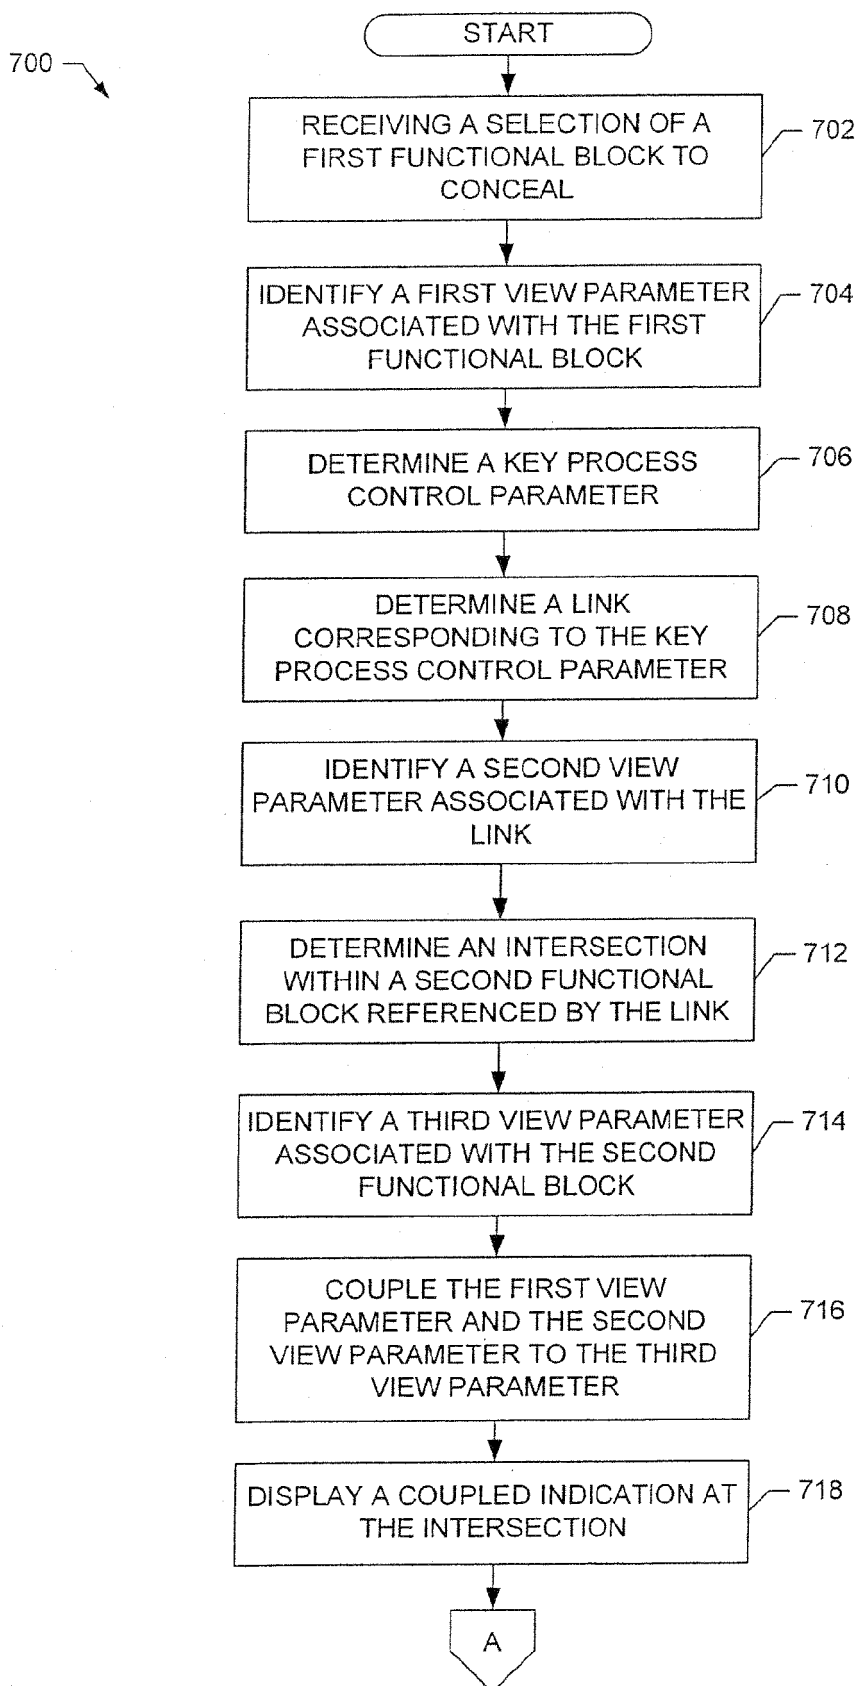 START
700
RECEIVING A SELECTION OF A
FIRST FUNCTIONAL BLOCK TO
CONCEAL
702
IDENTIFY A FIRST VIEW PARAMETER
ASSOCIATED WITH THE FIRST
FUNCTIONAL BLOCK
704
DETERMINE A KEY PROCESS
CONTROL PARAMETER
706
DETERMINE A LINK
CORRESPONDING TO THE KEY
PROCESS CONTROL PARAMETER
708
IDENTIFY A SECOND VIEW
PARAMETER ASSOCIATED WITH THE
LINK
710
DETERMINE AN INTERSECTION
WITHIN A SECOND FUNCTIONAL
BLOCK REFERENCED BY THE LINK
712
IDENTIFY A THIRD VIEW PARAMETER
ASSOCIATED WITH THE SECOND
FUNCTIONAL BLOCK
714
COUPLE THE FIRST VIEW
PARAMETER AND THE SECOND
VIEW PARAMETER TO THE THIRD
VIEW PARAMETER
716
DISPLAY A COUPLED INDICATION AT
THE INTERSECTION
718
A